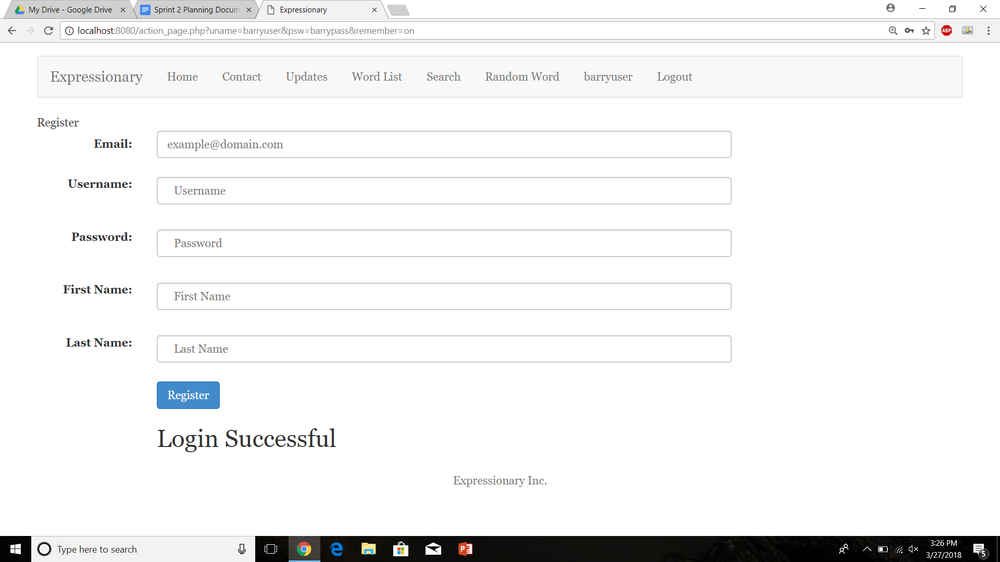 My Drive - Google Drive
Sprint 2 Planning Docum
Expressionary
localhost:8080/action_page.php?uname=barryuser&psw=barrypass&remember=on
ABP
Expressionary Home Contact Updates Word List Search Random Word barryuser Logout
Register
Email: example@domain.com
Username: Username
Password: Password
First Name: First Name
Last Name: Last Name
Register
Login Successful
Expressionary Inc.
Type here to search
3:26 PM
3/27/2018
5